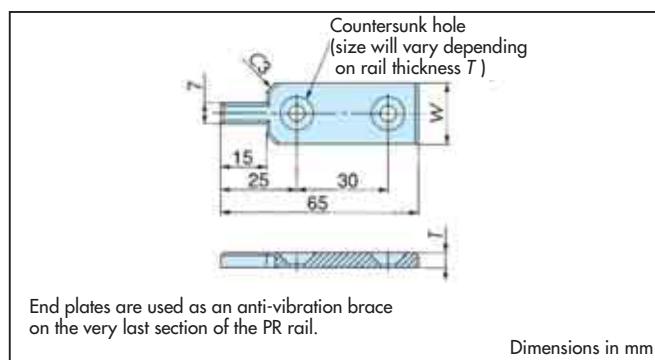 Countersunk hole
(size will vary depending
on rail thickness T )
C3
7
W
15
25
30
65
T
End plates are used as an anti-vibration brace
on the very last section of the PR rail.
Dimensions in mm